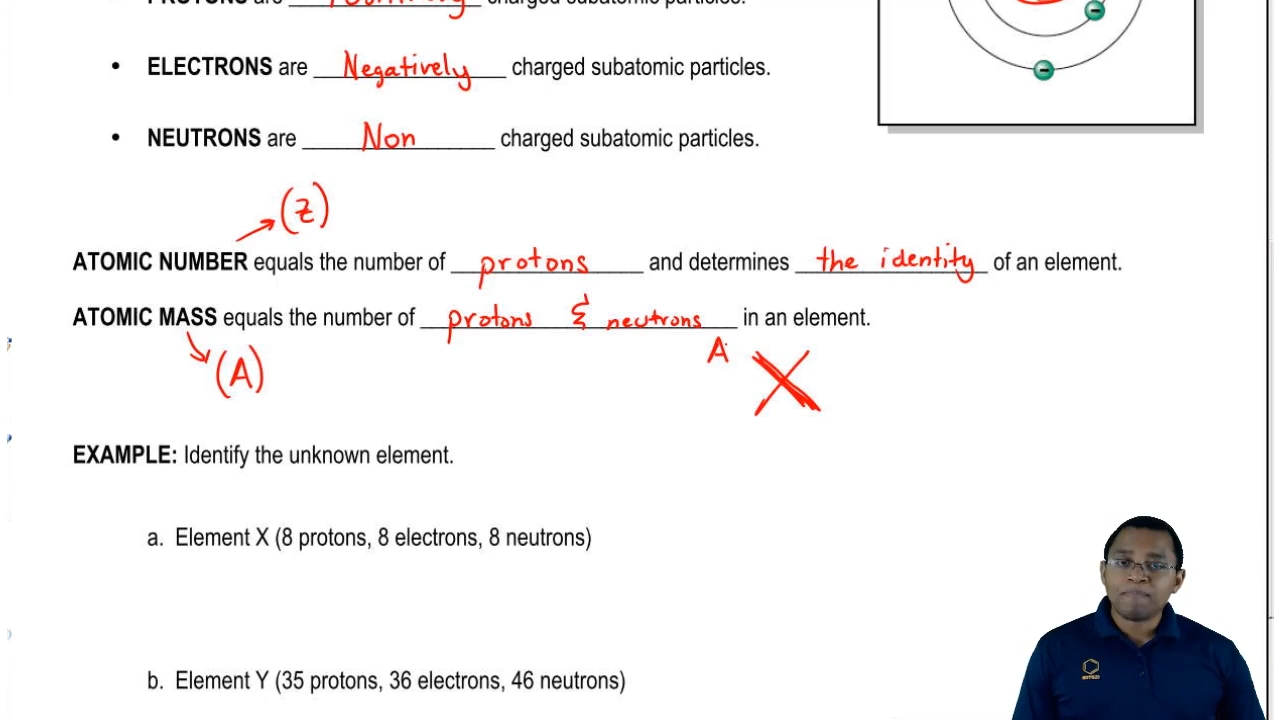 PROTONS are Positively charged subatomic particles.
• ELECTRONS are Negatively charged subatomic particles.
• NEUTRONS are Non charged subatomic particles.
(Z)
ATOMIC NUMBER equals the number of protons and determines the identity of an element.
ATOMIC MASS equals the number of protons & neutrons in an element.
(A)
A X
EXAMPLE: Identify the unknown element.
a. Element X (8 protons, 8 electrons, 8 neutrons)
b. Element Y (35 protons, 36 electrons, 46 neutrons)